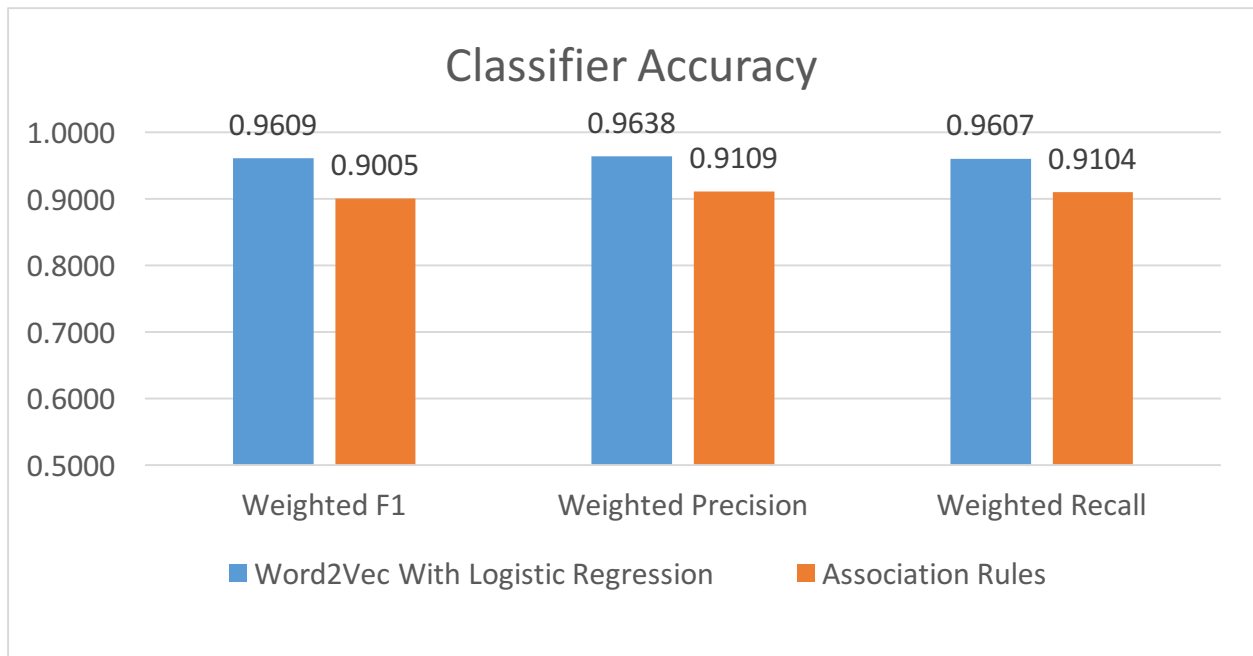 Classifier Accuracy
0.9609
0.9638
0.9607
1.0000
0.9005
0.9109
0.9104
0.9000
0.8000
0.7000
0.6000
0.5000
Weighted F1
Weighted Precision
Weighted Recall
Word2Vec With Logistic Regression
Association Rules